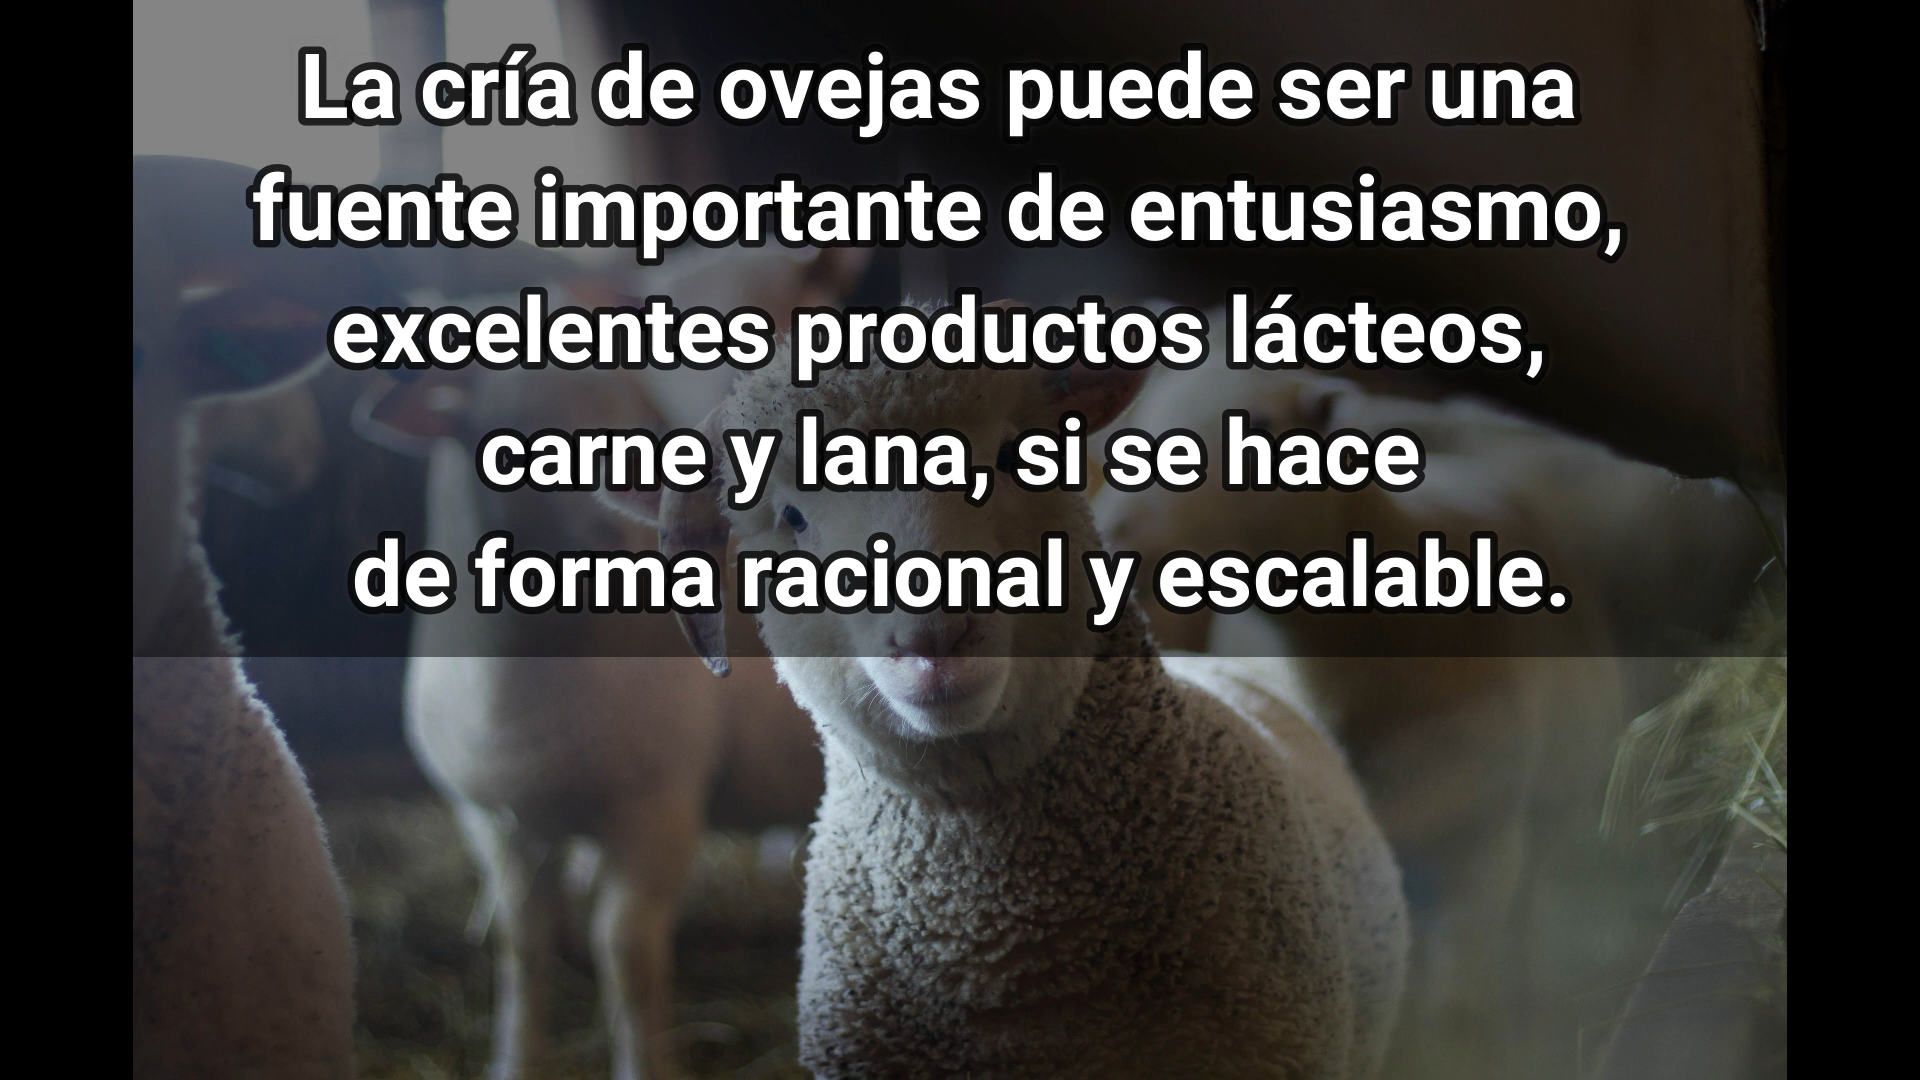 La cría de ovejas puede ser una
fuente importante de entusiasmo,
excelentes productos lácteos,
carne y lana, si se hace
de forma racional y escalable.